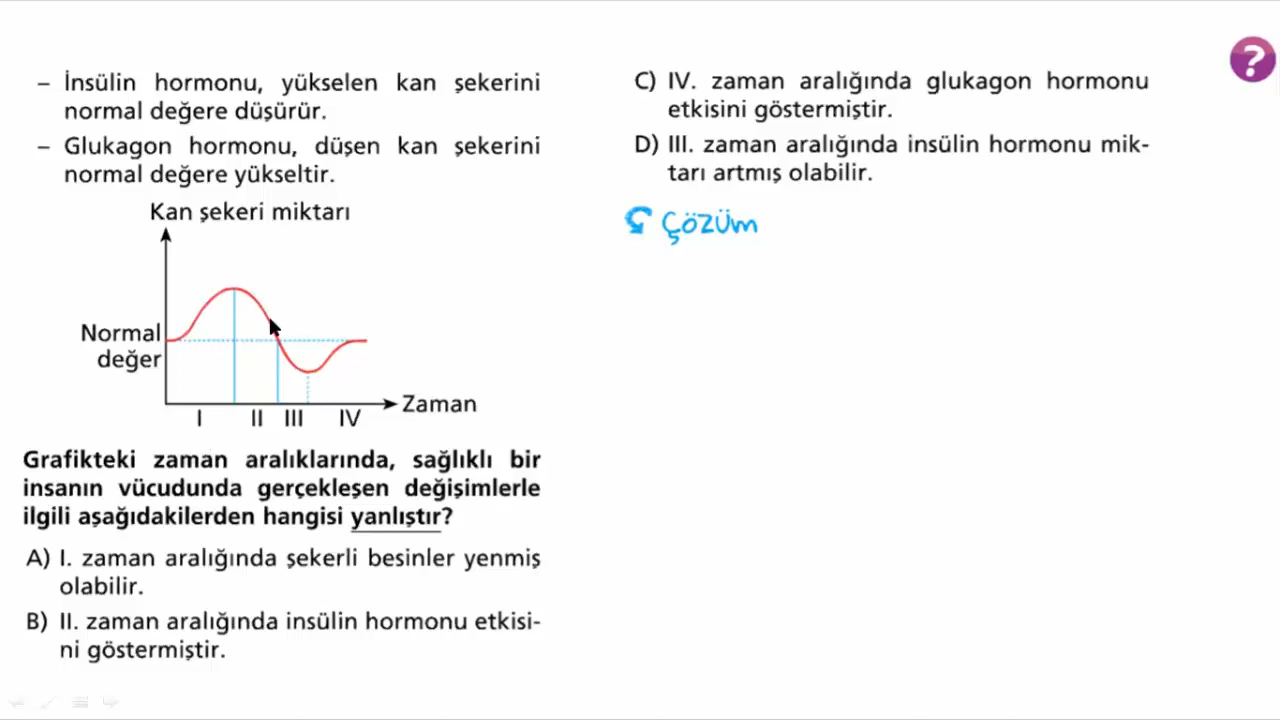 – İnsülin hormonu, yükselen kan şekerini
normal değere düşürür.
– Glukagon hormonu, düşen kan şekerini
normal değere yükseltir.
Kan şekeri miktarı
Normal
değer
Zaman
I II III IV
Grafikteki zaman aralıklarında, sağlıklı bir
insanın vücudunda gerçekleşen değişimlerle
ilgili aşağıdakilerden hangisi yanlıştır?
A) I. zaman aralığında şekerli besinler yenmiş
olabilir.
B) II. zaman aralığında insülin hormonu etkisi-
ni göstermiştir.
C) IV. zaman aralığında glukagon hormonu
etkisini göstermiştir.
D) III. zaman aralığında insülin hormonu mik-
tarı artmış olabilir.
Çözüm
?